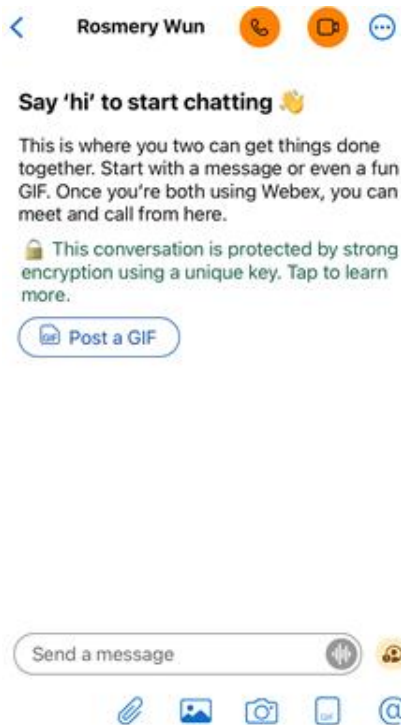 Rosmery Wun
Say ‘hi’ to start chatting 👋
This is where you two can get things done
together. Start with a message or even a fun
GIF. Once you’re both using Webex, you can
meet and call from here.
🔒 This conversation is protected by strong
encryption using a unique key. Tap to learn
more.
GIF Post a GIF
Send a message
GIF